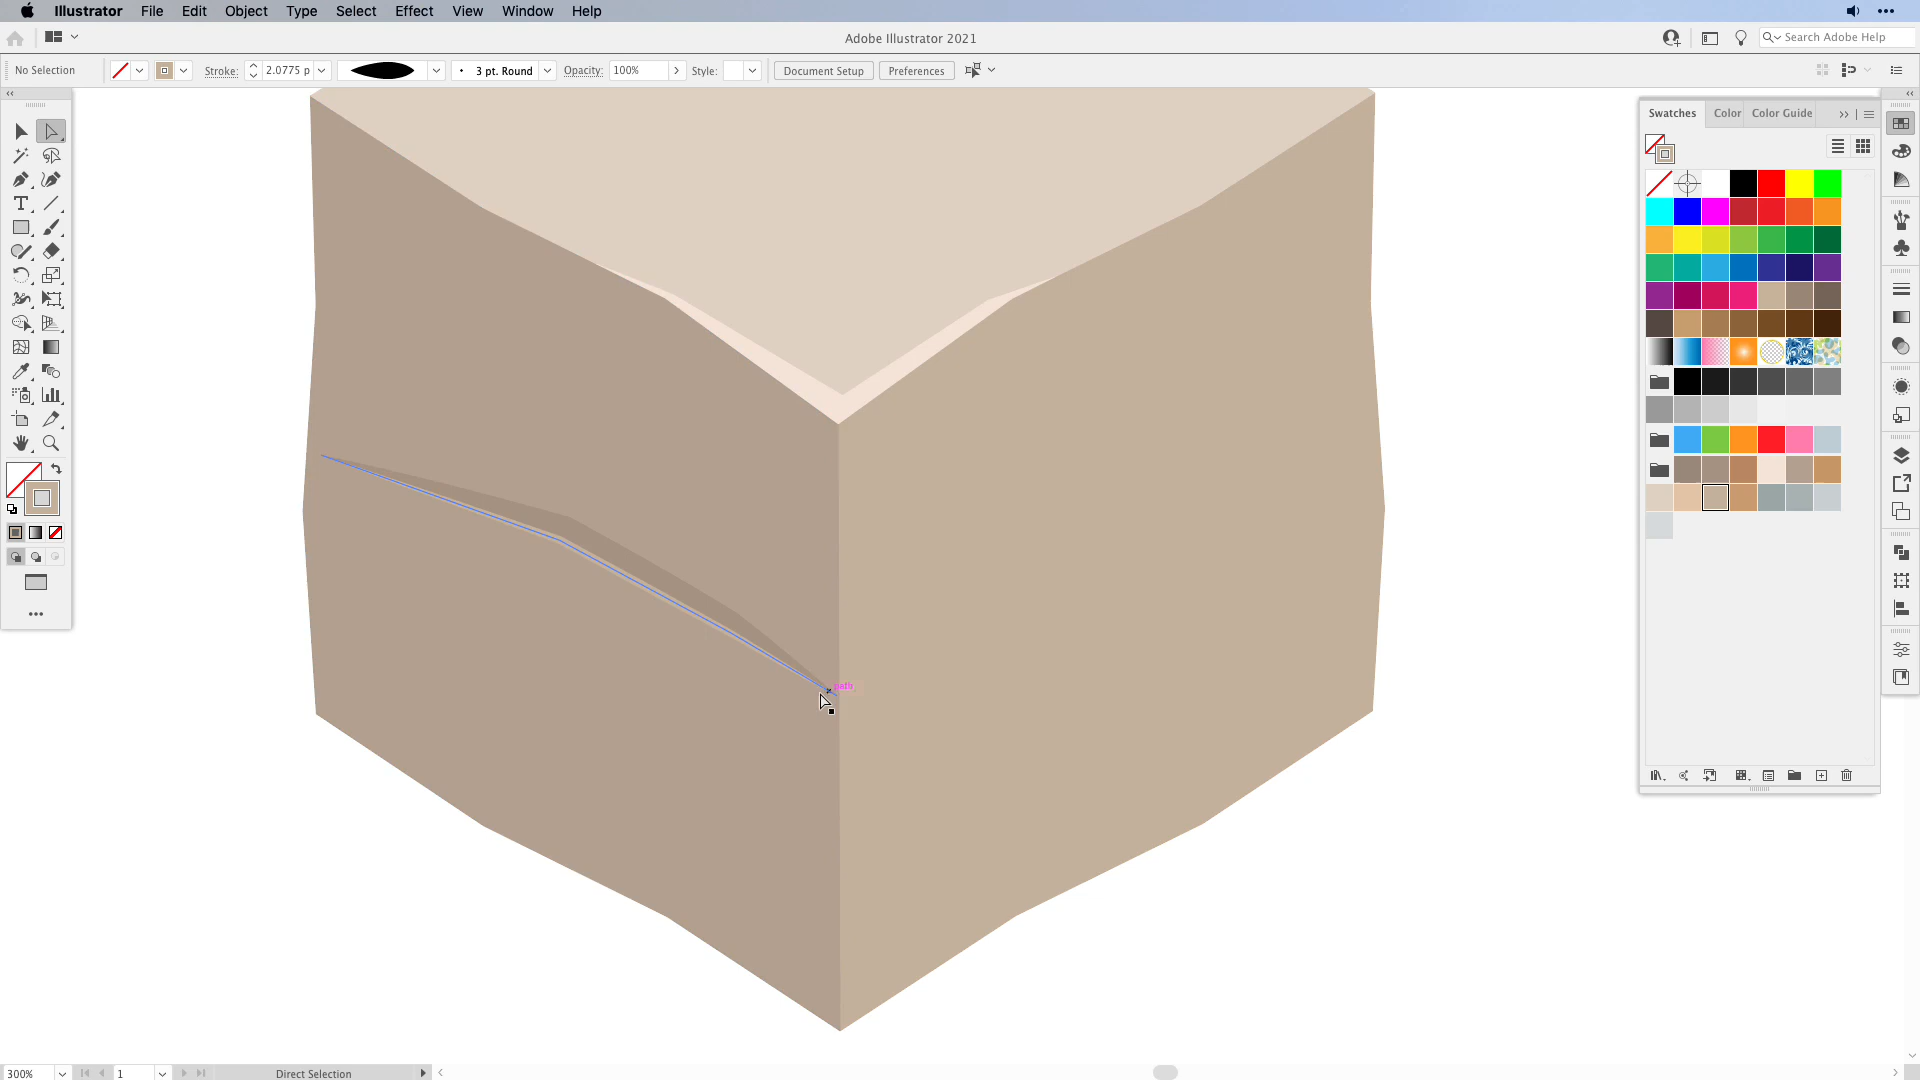 Illustrator File Edit Object Type Select Effect View Window Help
Adobe Illustrator 2021
Search Adobe Help
No Selection
Stroke:
2.0775 p
3 pt. Round
Opacity:
100%
Style:
Document Setup
Preferences
Swatches
Color
Color Guide
path
300%
1
Direct Selection